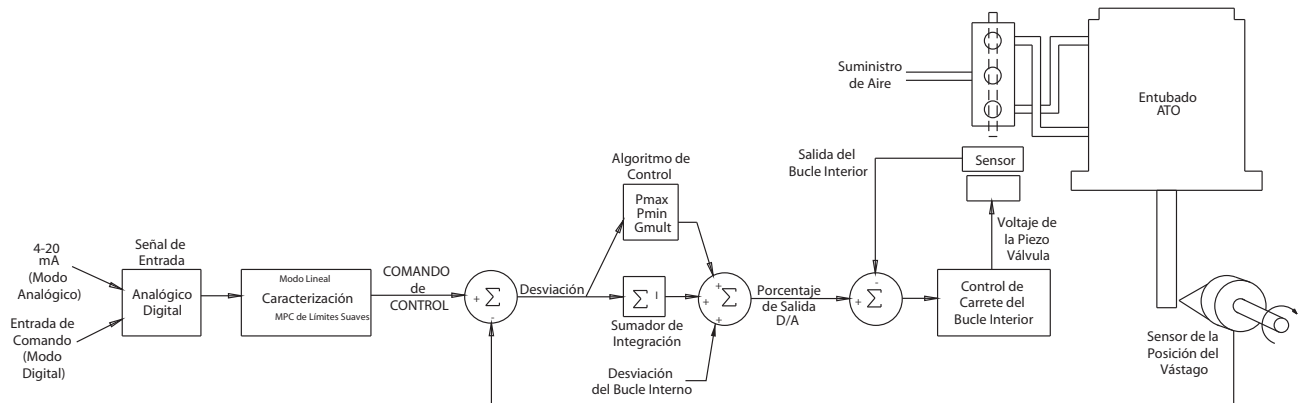 4-20
mA
(Modo
Analógico)
Entrada de
Comando
(Modo
Digital)
Señal de
Entrada
Analógico
Digital
Modo Lineal
Caracterización
MPC de Límites Suaves
COMANDO
de
CONTROL
+
Σ
-
Desviación
Algoritmo de
Control
Pmax
Pmin
Gmult
Σ I
Sumador de
Integración
Desviación
del Bucle Interno
+
+
Σ
+
Porcentaje
de Salida
D/A
Salida del
Bucle Interior
-
+
Σ
Control de
Carrete del
Bucle Interior
Voltaje de
la Piezo
Válvula
Sensor
Suministro
de Aire
Entubado
ATO
Sensor de la
Posición del
Vástago